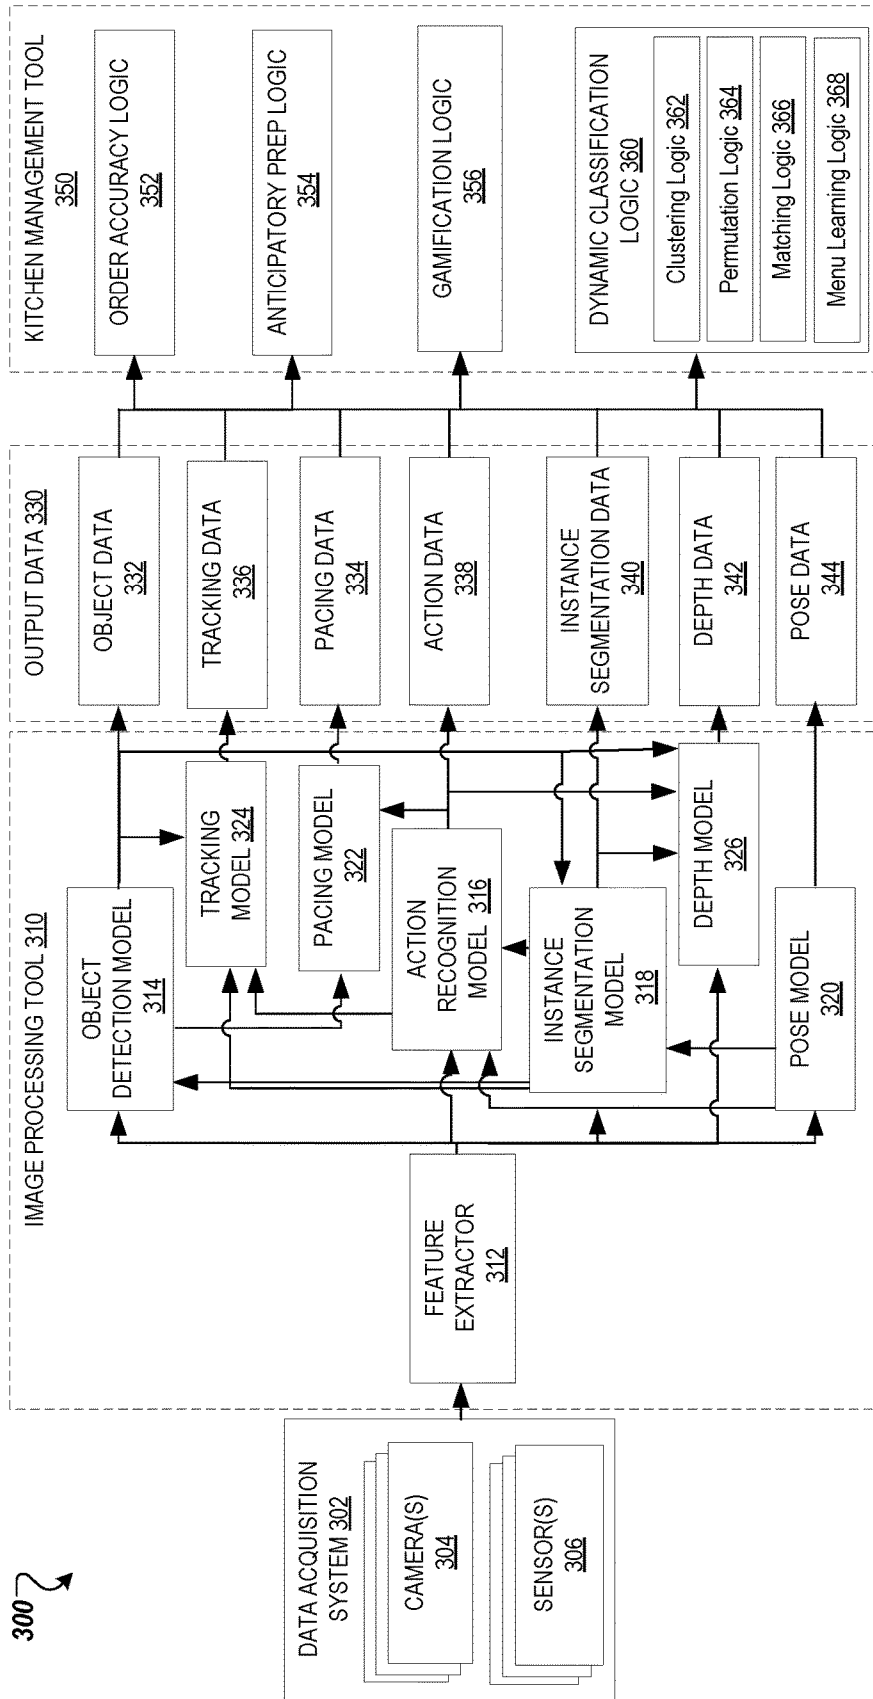 300
DATA ACQUISITION
SYSTEM 302
CAMERA(S)
304
SENSOR(S)
306
IMAGE PROCESSING TOOL 310
FEATURE
EXTRACTOR
312
OBJECT
DETECTION MODEL
314
TRACKING
MODEL 324
PACING MODEL
322
ACTION
RECOGNITION
MODEL 316
INSTANCE
SEGMENTATION
MODEL
318
DEPTH MODEL
326
POSE MODEL
320
OUTPUT DATA 330
OBJECT DATA
332
TRACKING DATA
336
PACING DATA
334
ACTION DATA
338
INSTANCE
SEGMENTATION DATA
340
DEPTH DATA
342
POSE DATA
344
KITCHEN MANAGEMENT TOOL
350
ORDER ACCURACY LOGIC
352
ANTICIPATORY PREP LOGIC
354
GAMIFICATION LOGIC
356
DYNAMIC CLASSIFICATION
LOGIC 360
Clustering Logic 362
Permutation Logic 364
Matching Logic 366
Menu Learning Logic 368